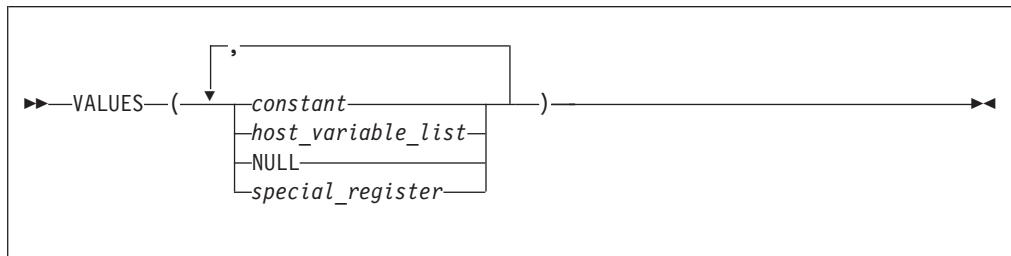 ,
VALUES ( constant )
host_variable_list
NULL
special_register